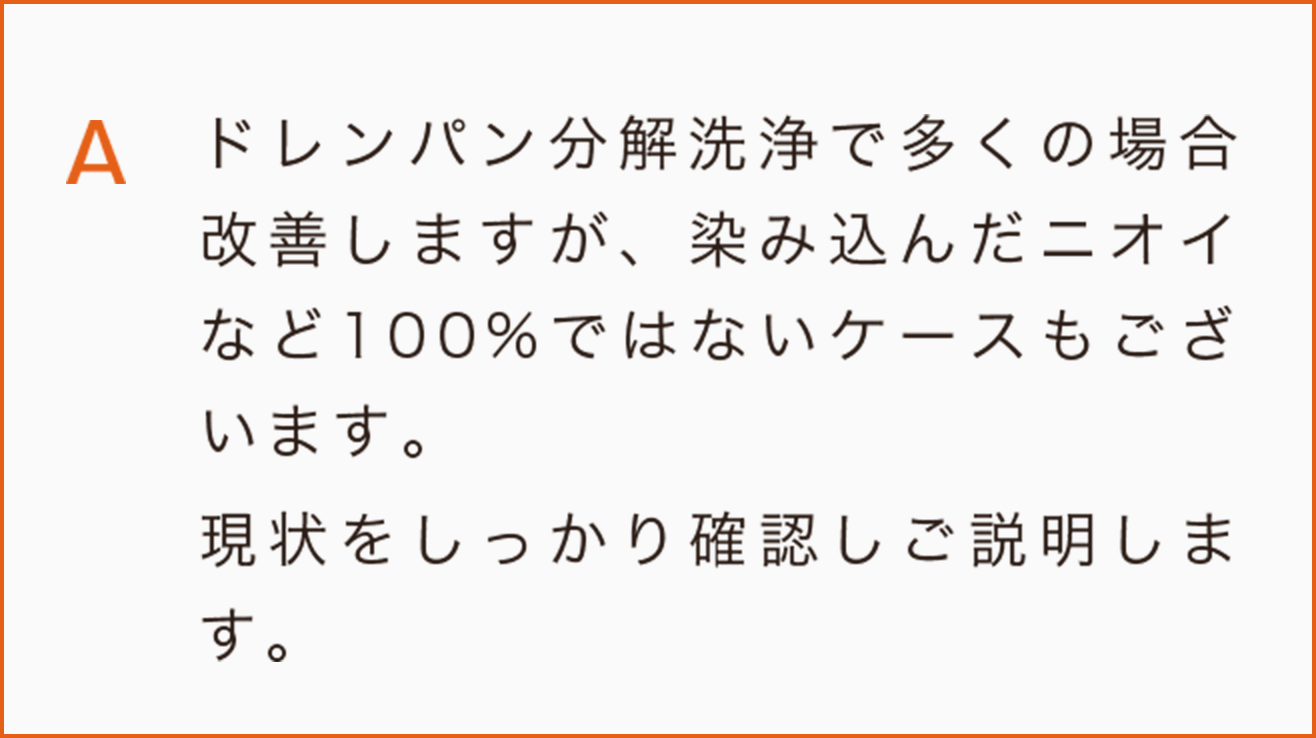 A
ドレンパン分解洗浄で多くの場合
改善しますが、染み込んだニオイ
など100%ではないケースもござ
います。
現状をしっかり確認しご説明しま
す。